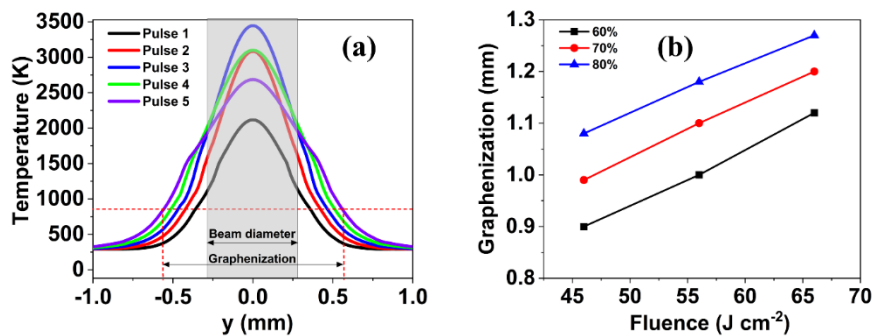 (a)
Pulse 1
Pulse 2
Pulse 3
Pulse 4
Pulse 5
Temperature (K)
3500
3000
2500
2000
1500
1000
500
0
Beam diameter
Graphenization
-1.0 -0.5 0.0 0.5 1.0
y (mm)
(b)
60%
70%
80%
Graphenization (mm)
1.3
1.2
1.1
1.0
0.9
0.8
45 50 55 60 65 70
Fluence (J cm-2)